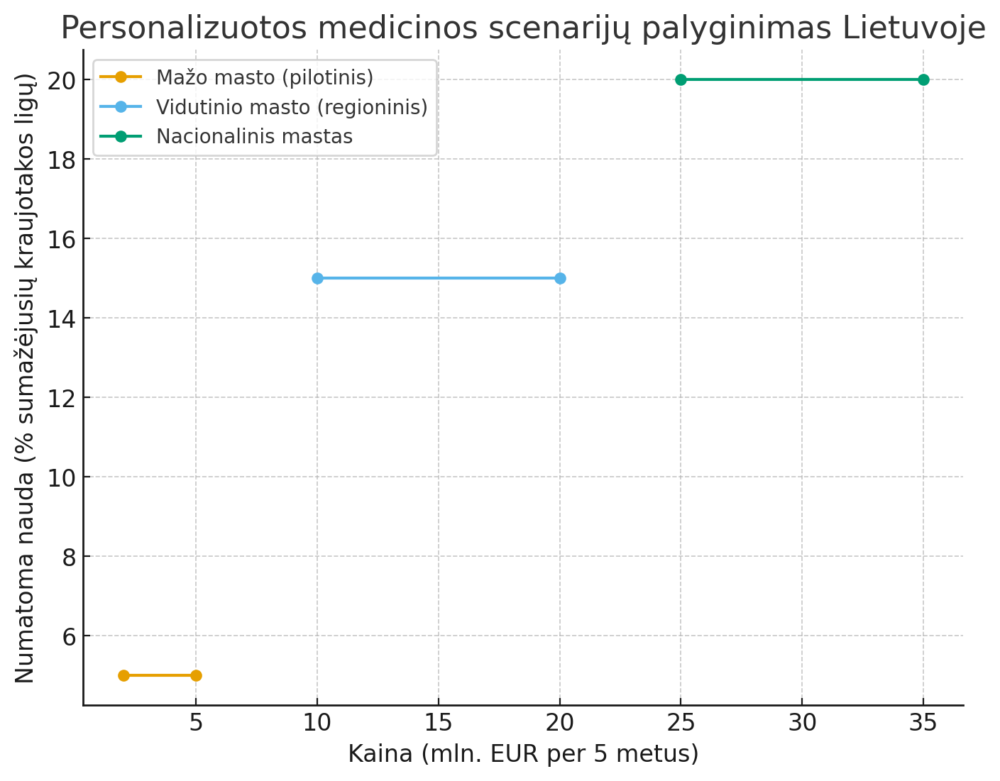 Personalizuotos medicinos scenarijų palyginimas Lietuvoje
Mažo masto (pilotinis)
Vidutinio masto (regioninis)
Nacionalinis mastas
Numatoma nauda (% sumažėjusių kraujotakos ligų)
20
18
16
14
12
10
8
6
5
10
15
20
25
30
35
Kaina (mln. EUR per 5 metus)